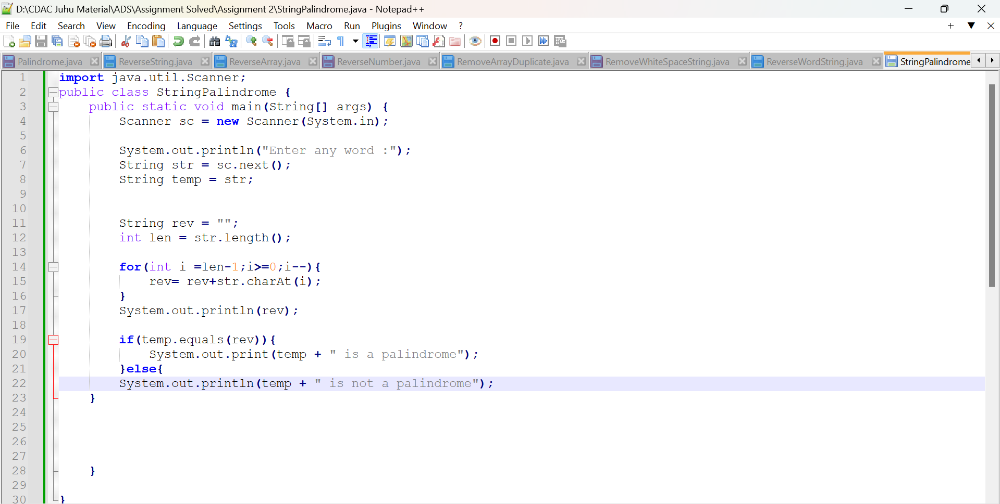 D:\CDAC Juhu Material\ADS\Assignment Solved\Assignment 2\StringPalindrome.java - Notepad++
File Edit Search View Encoding Language Settings Tools Macro Run Plugins Window ?
Palindrome.java ReverseString.java ReverseArray.java ReverseNumber.java RemoveArrayDuplicate.java RemoveWhiteSpaceString.java ReverseWordString.java StringPalindrome
1 import java.util.Scanner;
2 public class StringPalindrome {
3 public static void main(String[] args) {
4 Scanner sc = new Scanner(System.in);
5
6 System.out.println("Enter any word :");
7 String str = sc.next();
8 String temp = str;
9
10
11 String rev = "";
12 int len = str.length();
13
14 for(int i =len-1;i>=0;i--){
15 rev= rev+str.charAt(i);
16 }
17 System.out.println(rev);
18
19 if(temp.equals(rev)){
20 System.out.print(temp + " is a palindrome");
21 }else{
22 System.out.println(temp + " is not a palindrome");
23 }
24
25
26
27
28 }
29
30 }